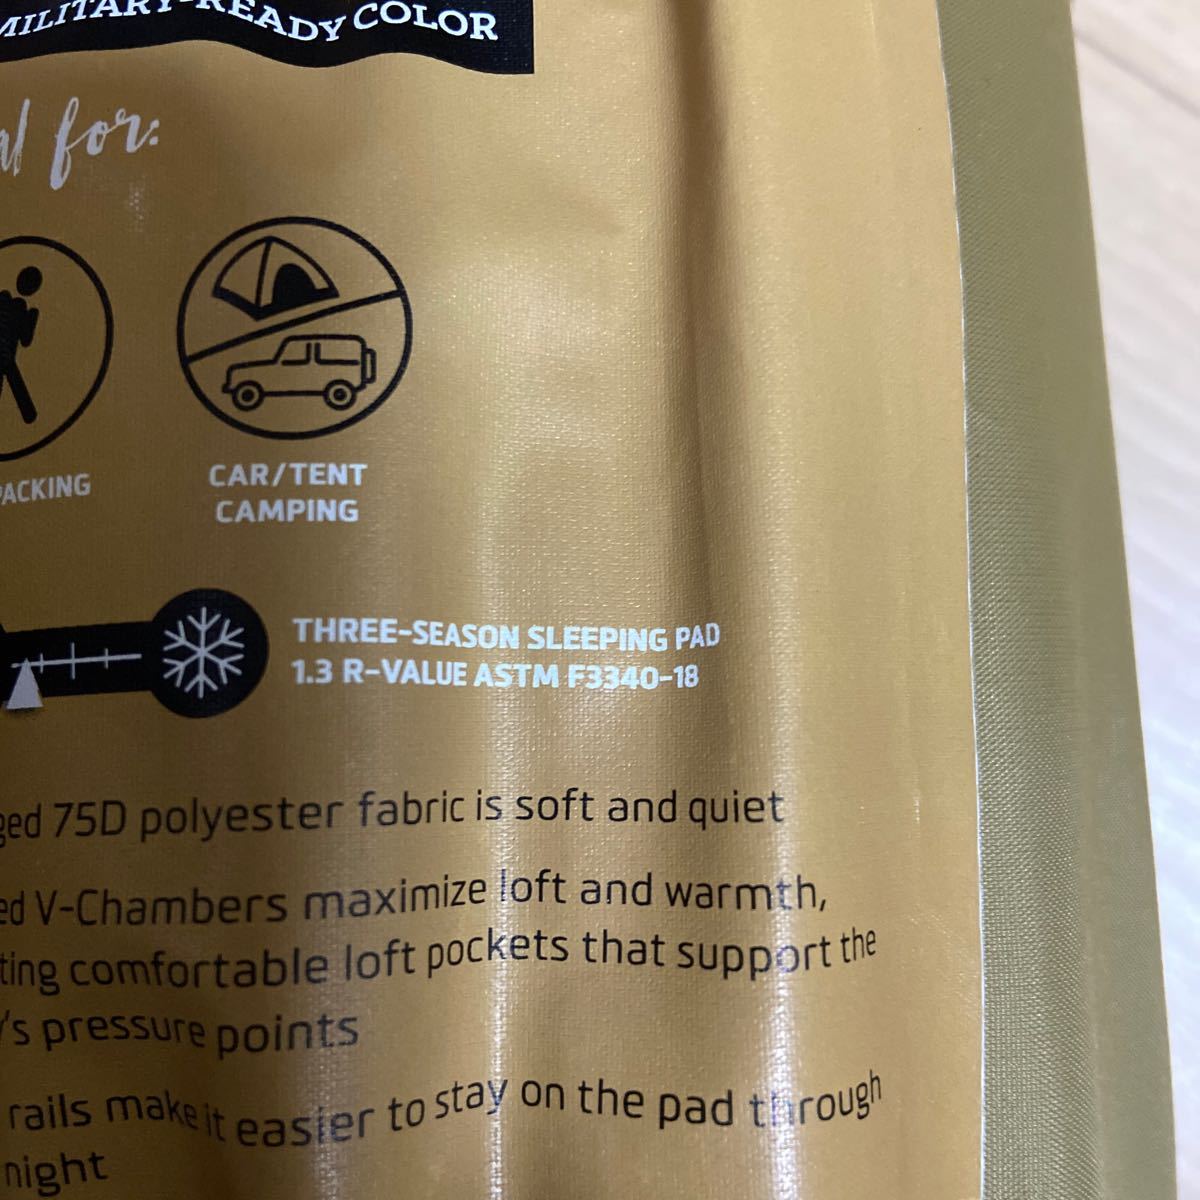 MILITARY-READY COLOR
for:
PACKING
CAR/TENT
CAMPING
THREE-SEASON SLEEPING PAD
1.3 R-VALUE ASTM F3340-18
ged 75D polyester fabric is soft and quiet
ed V-Chambers maximize loft and warmth,
ting comfortable loft pockets that support the
's pressure points
rails make it easier to stay on the pad through
night